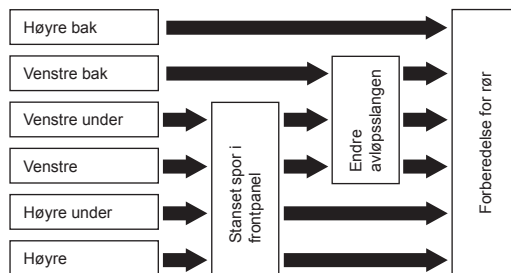 Høyre bak
Venstre bak
Venstre under
Venstre
Høyre under
Høyre
Stanset spor i
frontpanel
Endre
avløpsslangen
Forberedelse for rør